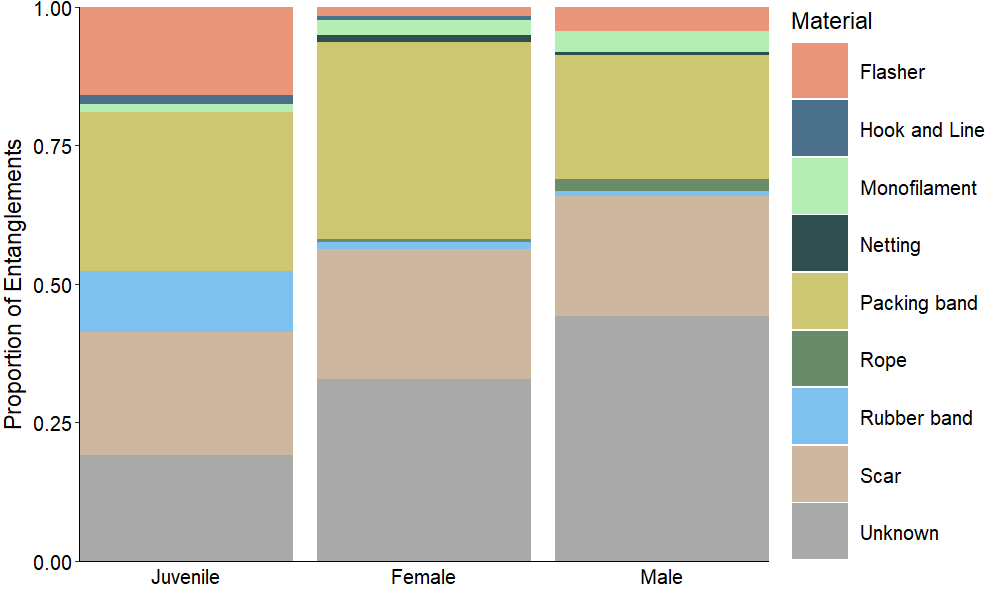 Proportion of Entanglements
1.00
0.75
0.50
0.25
0.00
Juvenile
Female
Male
Material
Flasher
Hook and Line
Monofilament
Netting
Packing band
Rope
Rubber band
Scar
Unknown